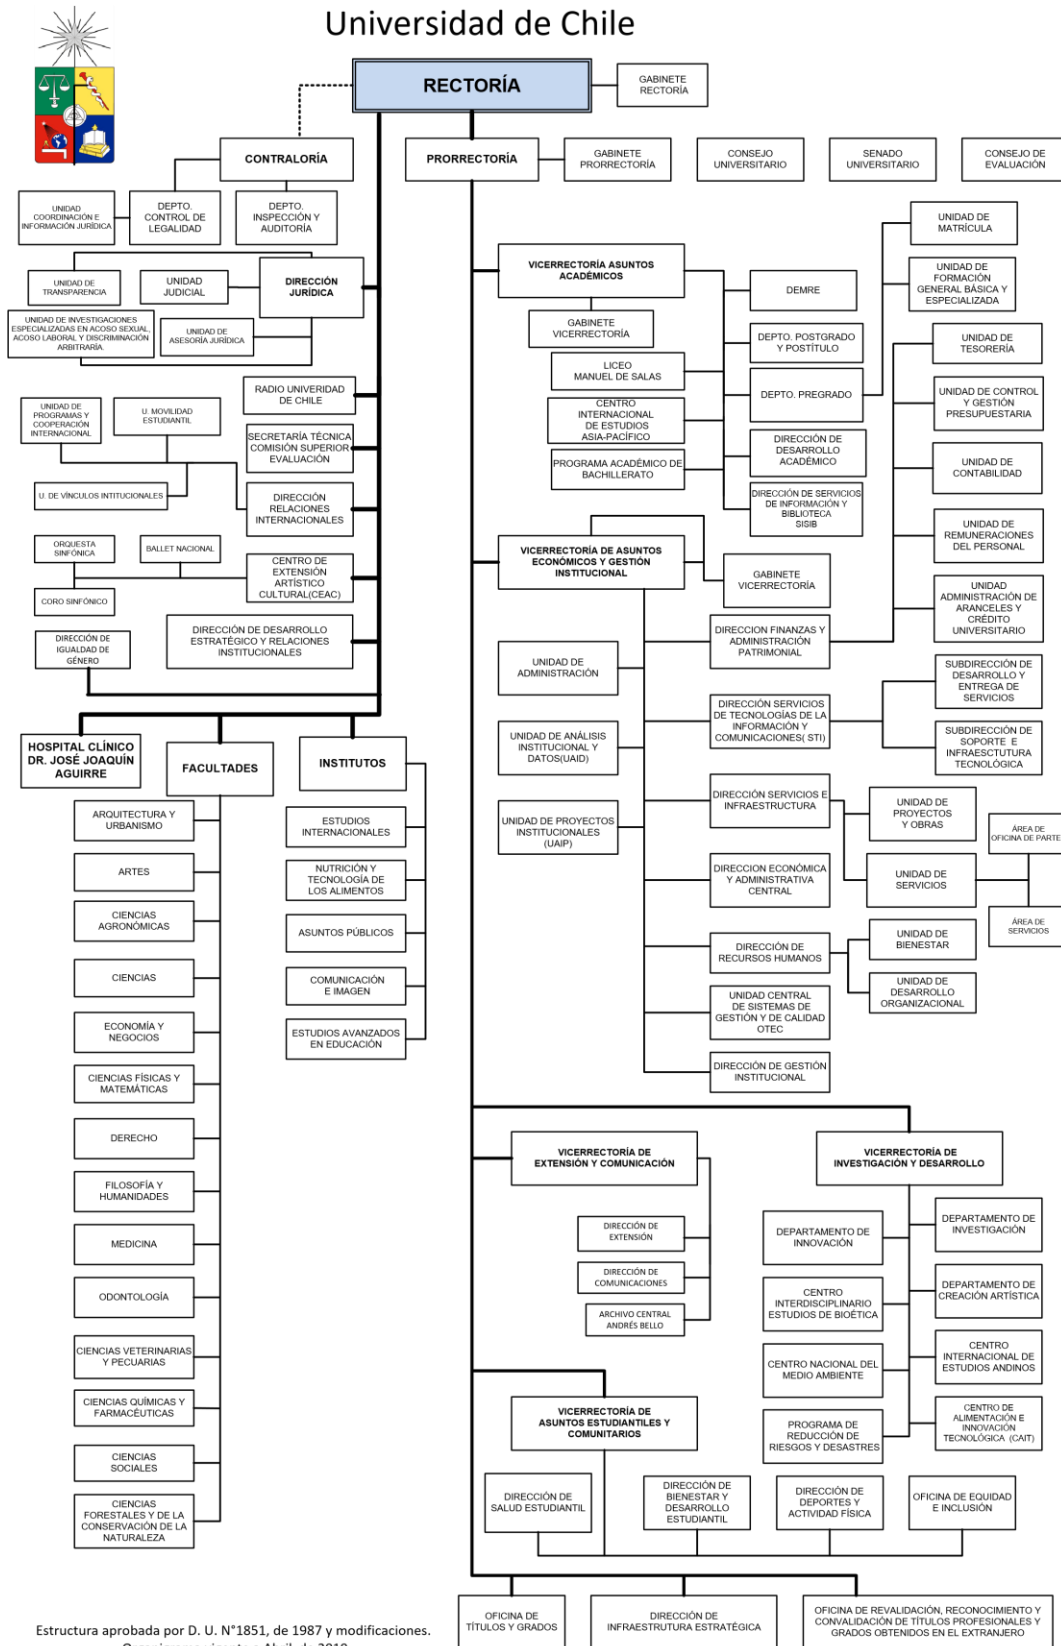 Universidad de Chile
RECTORÍA
GABINETE
RECTORÍA
CONTRALORÍA
PRORRECTORÍA
GABINETE
PRORRECTORÍA
CONSEJO
UNIVERSITARIO
SENADO
UNIVERSITARIO
CONSEJO DE
EVALUACIÓN
UNIDAD
COORDINACIÓN E
INFORMACIÓN JURÍDICA
DEPTO.
CONTROL DE
LEGALIDAD
DEPTO.
INSPECCIÓN Y
AUDITORÍA
DIRECCIÓN
JURÍDICA
UNIDAD DE
TRANSPARENCIA
UNIDAD
JUDICIAL
UNIDAD DE INVESTIGACIONES
ESPECIALIZADAS EN ACOSO SEXUAL,
ACOSO LABORAL Y DISCRIMINACIÓN
ARBITRARÍA.
UNIDAD DE
ASESORÍA JURÍDICA
RADIO UNIVERIDAD
DE CHILE
SECRETARÍA TÉCNICA
COMISIÓN SUPERIOR
EVALUACIÓN
UNIDAD DE
PROGRAMAS Y
COOPERACIÓN
INTERNACIONAL
U. MOVILIDAD
ESTUDIANTIL
U. DE VÍNCULOS INTITUCIONALES
DIRECCIÓN
RELACIONES
INTERNACIONALES
ORQUESTA
SINFÓNICA
BALLET NACIONAL
CORO SINFÓNICO
CENTRO DE
EXTENSIÓN
ARTÍSTICO
CULTURAL(CEAC)
DIRECCIÓN DE DESARROLLO
ESTRATÉGICO Y RELACIONES
INSTITUCIONALES
DIRECCIÓN DE
IGUALDAD DE
GÉNERO
HOSPITAL CLÍNICO
DR. JOSÉ JOAQUÍN
AGUIRRE
FACULTADES
INSTITUTOS
ARQUITECTURA Y
URBANISMO
ARTES
CIENCIAS
AGRONÓMICAS
CIENCIAS
ECONOMÍA Y
NEGOCIOS
CIENCIAS FÍSICAS Y
MATEMÁTICAS
DERECHO
FILOSOFÍA Y
HUMANIDADES
MEDICINA
ODONTOLOGÍA
CIENCIAS VETERINARIAS
Y PECUARIAS
CIENCIAS QUÍMICAS Y
FARMACÉUTICAS
CIENCIAS
SOCIALES
CIENCIAS
FORESTALES Y DE LA
CONSERVACIÓN DE LA
NATURALEZA
ESTUDIOS
INTERNACIONALES
NUTRICIÓN Y
TECNOLOGÍA DE
LOS ALIMENTOS
ASUNTOS PÚBLICOS
COMUNICACIÓN
E IMAGEN
ESTUDIOS AVANZADOS
EN EDUCACIÓN
VICERRECTORÍA ASUNTOS
ACADÉMICOS
GABINETE
VICERRECTORÍA
LICEO
MANUEL DE SALAS
CENTRO
INTERNACIONAL
DE ESTUDIOS
ASIA-PACÍFICO
PROGRAMA ACADÉMICO DE
BACHILLERATO
DEMRE
DEPTO. POSTGRADO
Y POSTÍTULO
DEPTO. PREGRADO
DIRECCIÓN DE
DESARROLLO
ACADÉMICO
DIRECCIÓN DE SERVICIOS
DE INFORMACIÓN Y
BIBLIOTECA
SISIB
UNIDAD DE
MATRÍCULA
UNIDAD DE
FORMACIÓN
GENERAL BÁSICA Y
ESPECIALIZADA
VICERRECTORÍA DE ASUNTOS
ECONÓMICOS Y GESTIÓN
INSTITUCIONAL
GABINETE
VICERRECTORÍA
UNIDAD DE
ADMINISTRACIÓN
UNIDAD DE ANÁLISIS
INSTITUCIONAL Y
DATOS(UAID)
UNIDAD DE PROYECTOS
INSTITUCIONALES
(UAIP)
DIRECCION FINANZAS Y
ADMINISTRACIÓN
PATRIMONIAL
UNIDAD DE
TESORERÍA
UNIDAD DE CONTROL
Y GESTIÓN
PRESUPUESTARIA
UNIDAD DE
CONTABILIDAD
UNIDAD DE
REMUNERACIONES
DEL PERSONAL
UNIDAD
ADMINISTRACIÓN DE
ARANCELES Y
CRÉDITO
UNIVERSITARIO
DIRECCIÓN SERVICIOS
DE TECNOLOGÍAS DE LA
INFORMACIÓN Y
COMUNICACIONES( STI)
SUBDIRECCIÓN DE
DESARROLLO Y
ENTREGA DE
SERVICIOS
SUBDIRECCIÓN DE
SOPORTE E
INFRAESCTUTURA
TECNOLÓGICA
DIRECCIÓN SERVICIOS E
INFRAESTRUCTURA
UNIDAD DE
PROYECTOS
Y OBRAS
UNIDAD DE
SERVICIOS
ÁREA DE
OFICINA DE PARTE
ÁREA DE
SERVICIOS
DIRECCION ECONÓMICA
Y ADMINISTRATIVA
CENTRAL
DIRECCIÓN DE
RECURSOS HUMANOS
UNIDAD DE
BIENESTAR
UNIDAD DE
DESARROLLO
ORGANIZACIONAL
UNIDAD CENTRAL
DE SISTEMAS DE
GESTIÓN Y DE CALIDAD
OTEC
DIRECCIÓN DE GESTIÓN
INSTITUCIONAL
VICERRECTORÍA DE
EXTENSIÓN Y COMUNICACIÓN
DIRECCIÓN DE
EXTENSIÓN
DIRECCIÓN DE
COMUNICACIONES
ARCHIVO CENTRAL
ANDRÉS BELLO
VICERRECTORÍA DE
INVESTIGACIÓN Y DESARROLLO
DEPARTAMENTO DE
INNOVACIÓN
CENTRO
INTERDISCIPLINARIO
ESTUDIOS DE BIOÉTICA
CENTRO NACIONAL DEL
MEDIO AMBIENTE
PROGRAMA DE
REDUCCIÓN DE
RIESGOS Y DESASTRES
DEPARTAMENTO DE
INVESTIGACIÓN
DEPARTAMENTO DE
CREACIÓN ARTÍSTICA
CENTRO
INTERNACIONAL DE
ESTUDIOS ANDINOS
CENTRO DE
ALIMENTACIÓN E
INNOVACIÓN
TECNOLÓGICA (CAIT)
VICERRECTORÍA DE
ASUNTOS ESTUDIANTILES Y
COMUNITARIOS
DIRECCIÓN DE
SALUD ESTUDIANTIL
DIRECCIÓN DE
BIENESTAR Y
DESARROLLO
ESTUDIANTIL
DIRECCIÓN DE
DEPORTES Y
ACTIVIDAD FÍSICA
OFICINA DE EQUIDAD
E INCLUSIÓN
OFICINA DE
TÍTULOS Y GRADOS
DIRECCIÓN DE
INFRAESTRUTURA ESTRATÉGICA
OFICINA DE REVALIDACIÓN, RECONOCIMIENTO Y
CONVALIDACIÓN DE TÍTULOS PROFESIONALES Y
GRADOS OBTENIDOS EN EL EXTRANJERO
Estructura aprobada por D. U. N°1851, de 1987 y modificaciones.
Organigrama vigente a Abril de 2019